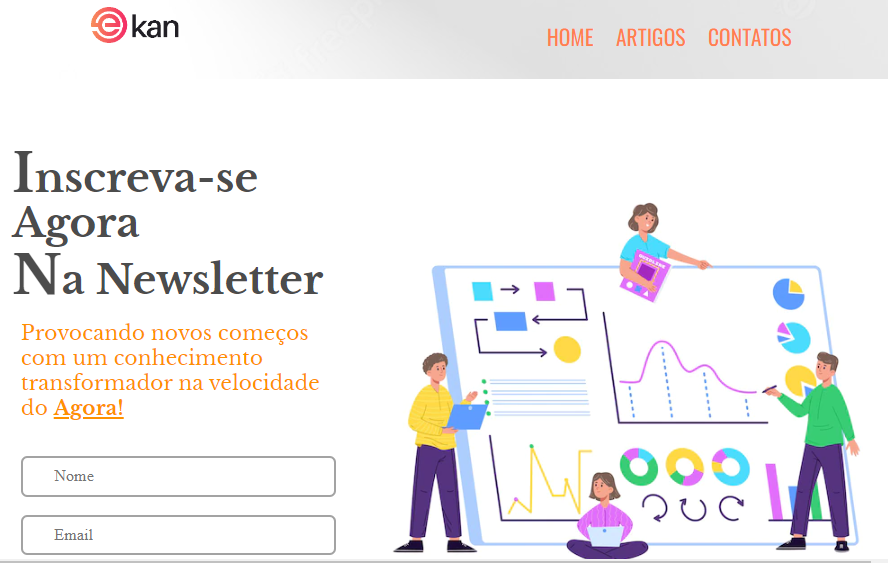 ekan
HOME ARTIGOS CONTATOS
Inscreva-se
Agora
Na Newsletter
Provocando novos começos
com um conhecimento
transformador na velocidade
do Agora!
Nome
Email